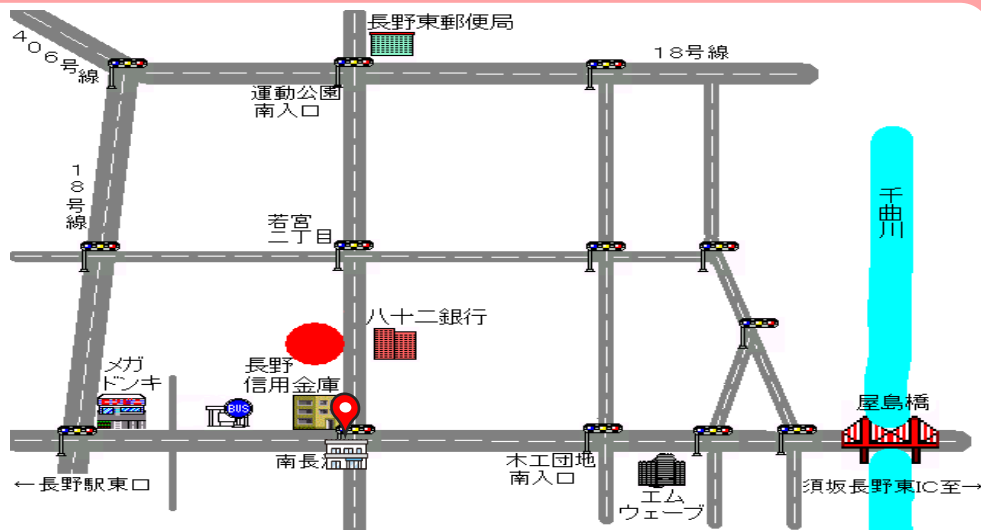 長野東郵便局
406号線
18号線
運動公園
南入口
18号線
千曲川
若宮
二丁目
八十二銀行
長野
信用金庫
メガ
ドンキ
BUS
屋島橋
南長
木工団地
南入口
エム
ウェーブ
←長野駅東口
須坂長野東IC至→